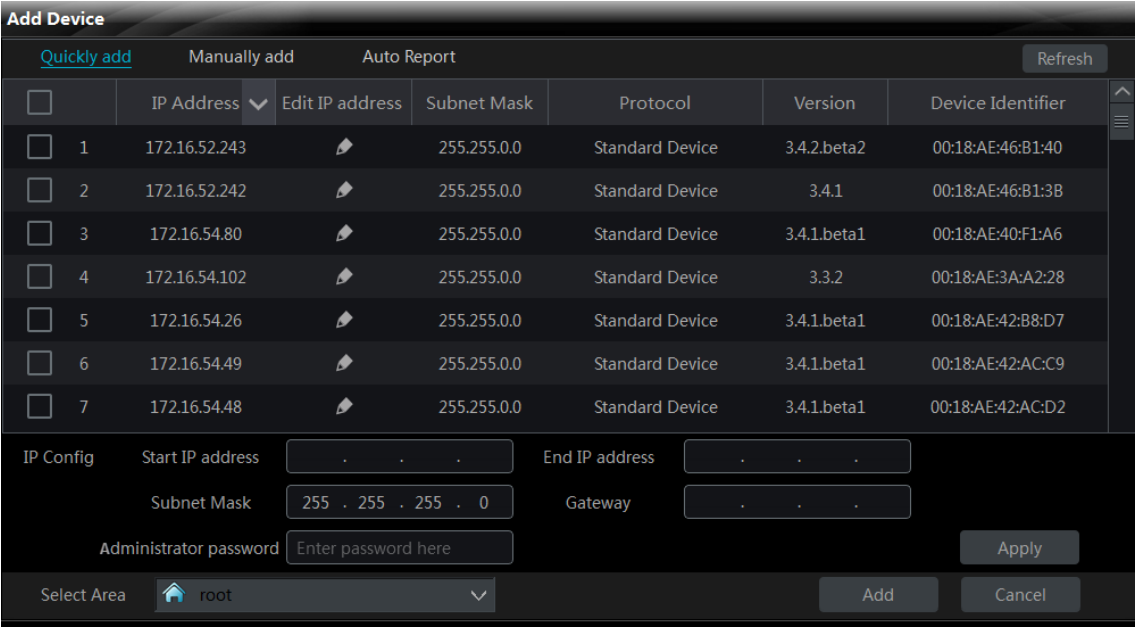 Add Device
Quickly add Manually add Auto Report Refresh
IP Address Edit IP address Subnet Mask Protocol Version Device Identifier
1 172.16.52.243 255.255.0.0 Standard Device 3.4.2.beta2 00:18:AE:46:B1:40
2 172.16.52.242 255.255.0.0 Standard Device 3.4.1 00:18:AE:46:B1:3B
3 172.16.54.80 255.255.0.0 Standard Device 3.4.1.beta1 00:18:AE:40:F1:A6
4 172.16.54.102 255.255.0.0 Standard Device 3.3.2 00:18:AE:3A:A2:28
5 172.16.54.26 255.255.0.0 Standard Device 3.4.1.beta1 00:18:AE:42:B8:D7
6 172.16.54.49 255.255.0.0 Standard Device 3.4.1.beta1 00:18:AE:42:AC:C9
7 172.16.54.48 255.255.0.0 Standard Device 3.4.1.beta1 00:18:AE:42:AC:D2
IP Config Start IP address . . . End IP address . . .
Subnet Mask 255 . 255 . 255 . 0 Gateway . . .
Administrator password Enter password here Apply
Select Area root Add Cancel